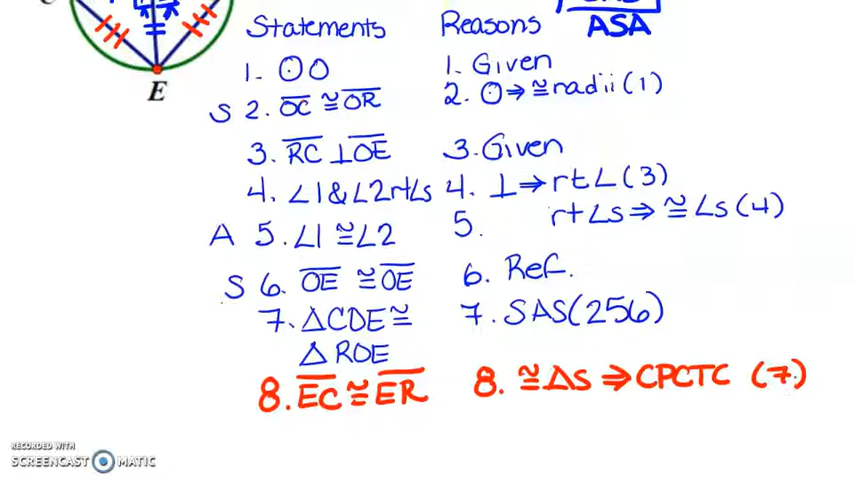 Statements Reasons
ASA
1. ⊙O 1. Given
S 2. OC ≅ OR 2. ⊙⇒≅radii (1)
3. RC ⊥ OE 3. Given
4. ∠1 & ∠2 rt∠s 4. ⊥ ⇒ rt∠ (3)
A 5. ∠1 ≅ ∠2 5. rt∠s ⇒ ≅ ∠s (4)
S 6. OE ≅ OE 6. Ref.
7. △COE ≅ 7. SAS (256)
△ROE
8. EC ≅ ER 8. ≅ △s ⇒ CPCTC (7)
E
RECORDED WITH
SCREENCAST MATIC